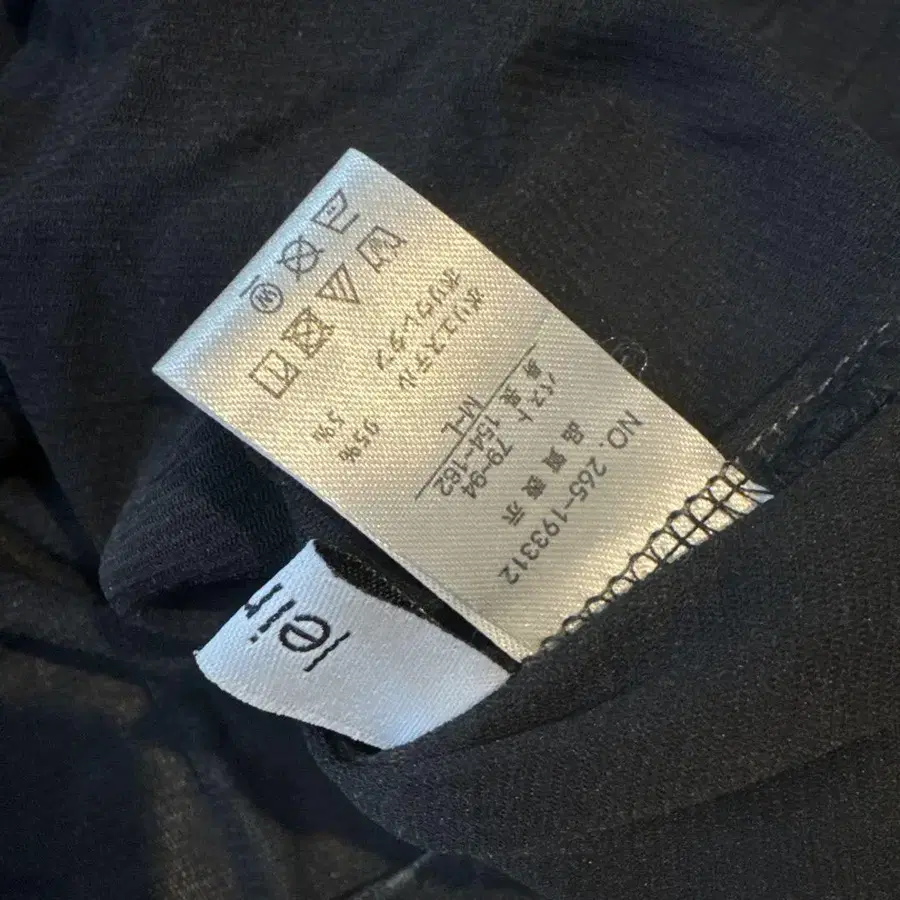 NO. 265-193312
品質表示
バスト 79-94
身長 154-162
M-L
ポリエステル 95%
ポリウレタン 5%
W